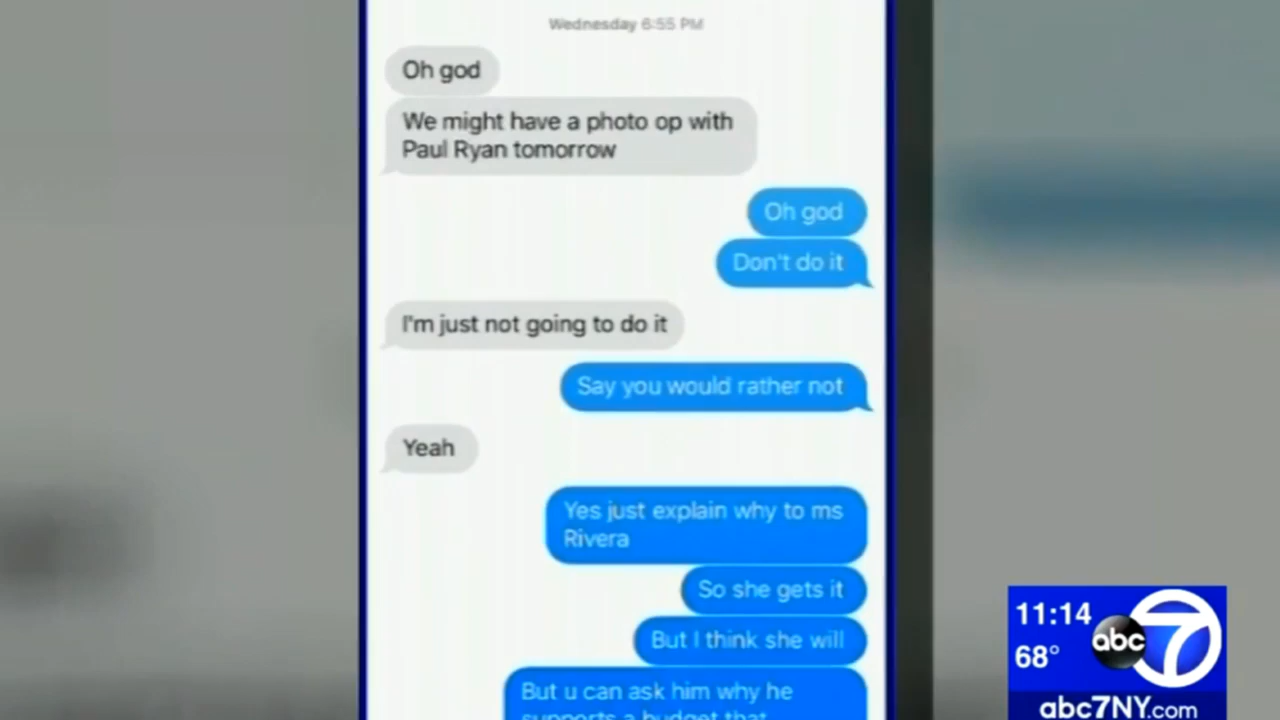 Wednesday 6:55 PM
Oh god
We might have a photo op with
Paul Ryan tomorrow
Oh god
Don't do it
I'm just not going to do it
Say you would rather not
Yeah
Yes just explain why to ms
Rivera
So she gets it
But I think she will
But u can ask him why he
supports a budget that
11:14
68°
abc 7
abc7NY.com